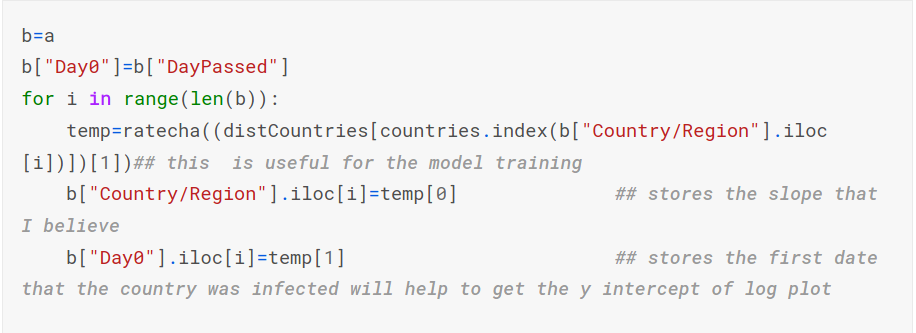 b=a
b["Day0"]=b["DayPassed"]
for i in range(len(b)):
    temp=ratecha((distCountries[countries.index(b["Country/Region"].iloc
[i])])[1])## this  is useful for the model training
    b["Country/Region"].iloc[i]=temp[0]              ## stores the slope that
I believe
    b["Day0"].iloc[i]=temp[1]                        ## stores the first date
that the country was infected will help to get the y intercept of log plot